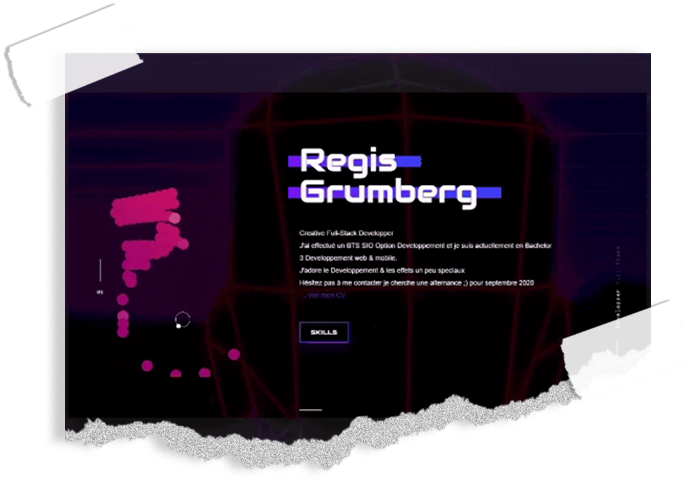 Regis
Grumberg
Creative Full-Stack Developper
J'ai effectué un BTS SIO Option Developpement et je suis actuellement en Bachelor
3 Developpement web & mobile.
J'adore le Developpement & les effets un peu speciaux
Hésitez pas à me contacter je cherche une alternance ;) pour septembre 2020
... Voir mon CV
SKILLS